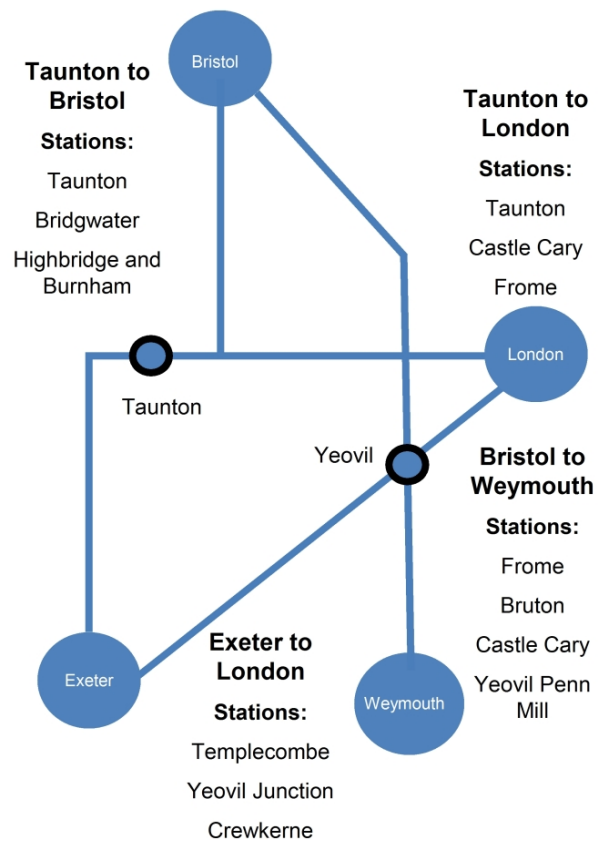 Bristol
Taunton to
Bristol
Stations:
Taunton
Bridgwater
Highbridge and
Burnham
Taunton to
London
Stations:
Taunton
Castle Cary
Frome
London
Taunton
Yeovil
Bristol to
Weymouth
Stations:
Frome
Bruton
Castle Cary
Yeovil Penn
Mill
Exeter
Exeter to
London
Stations:
Templecombe
Yeovil Junction
Crewkerne
Weymouth